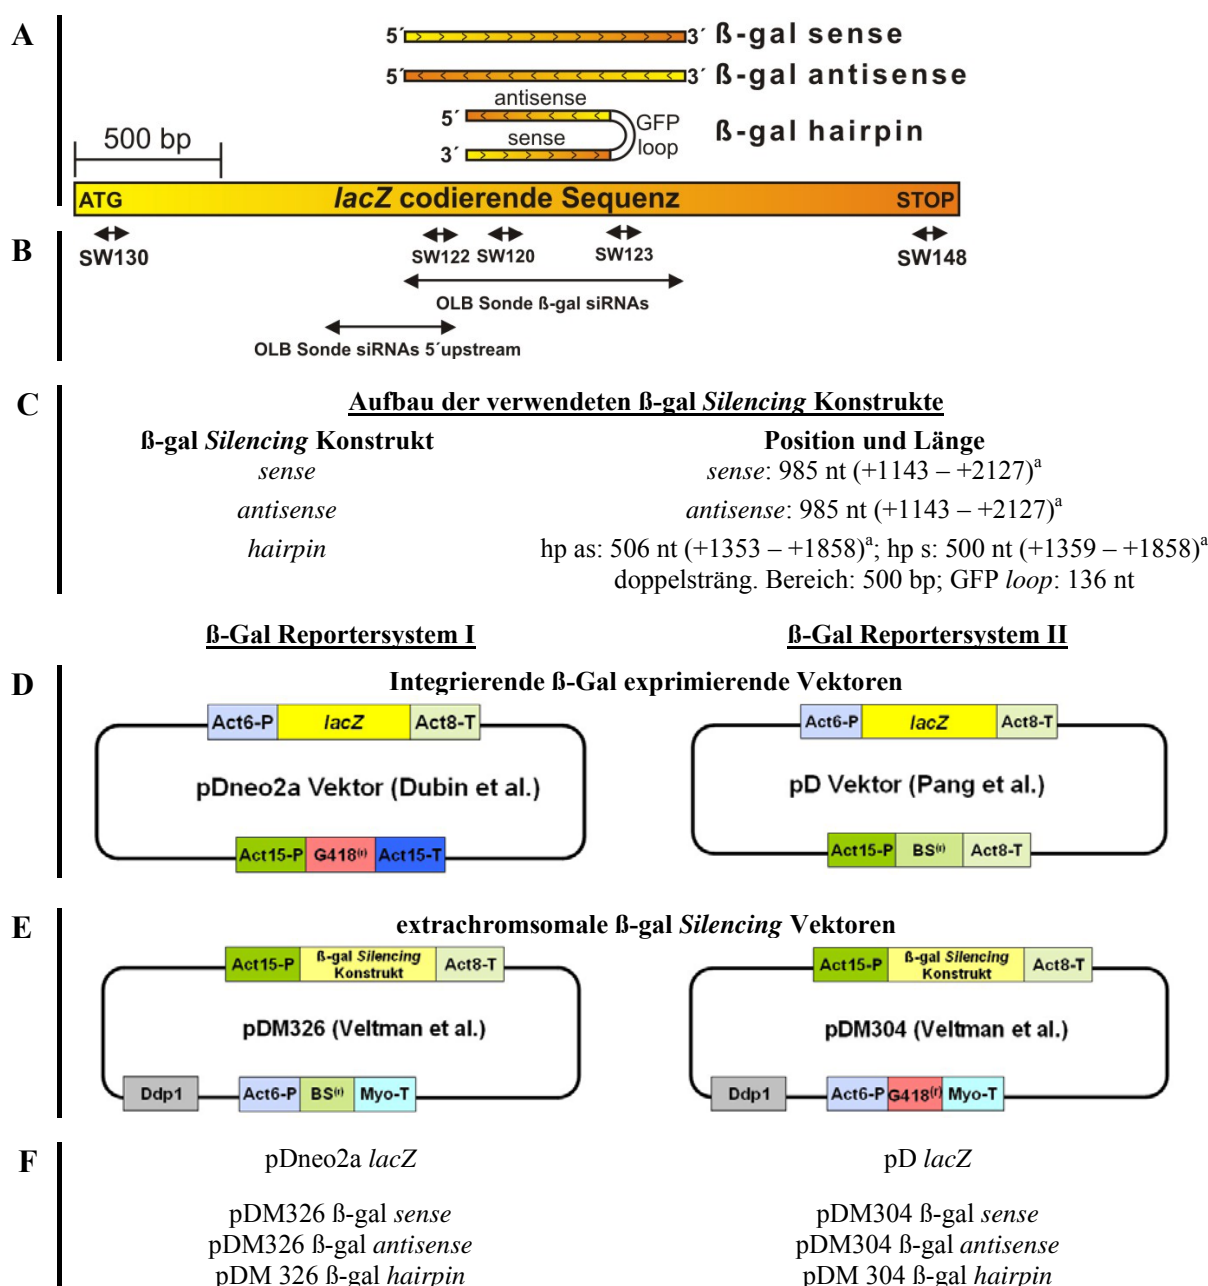 A
5´ 3´ ß-gal sense
5´ 3´ ß-gal antisense
antisense
5´ GFP
ß-gal hairpin
sense loop
3´
500 bp
ATG lacZ codierende Sequenz STOP
B
SW130 SW122 SW120 SW123 SW148
OLB Sonde ß-gal siRNAs
OLB Sonde siRNAs 5´upstream
C
Aufbau der verwendeten ß-gal Silencing Konstrukte
ß-gal Silencing Konstrukt Position und Länge
sense sense: 985 nt (+1143 – +2127)ᵃ
antisense antisense: 985 nt (+1143 – +2127)ᵃ
hairpin hp as: 506 nt (+1353 – +1858)ᵃ; hp s: 500 nt (+1359 – +1858)ᵃ
doppelsträng. Bereich: 500 bp; GFP loop: 136 nt
ß-Gal Reportersystem I ß-Gal Reportersystem II
D
Integrierende ß-Gal exprimierende Vektoren
Act6-P lacZ Act8-T Act6-P lacZ Act8-T
pDneo2a Vektor (Dubin et al.) pD Vektor (Pang et al.)
Act15-P G418⁽ʳ⁾ Act15-T Act15-P BS⁽ʳ⁾ Act8-T
E
extrachromsomale ß-gal Silencing Vektoren
Act15-P ß-gal Silencing Konstrukt Act8-T Act15-P ß-gal Silencing Konstrukt Act8-T
pDM326 (Veltman et al.) pDM304 (Veltman et al.)
Ddp1 Act6-P BS⁽ʳ⁾ Myo-T Ddp1 Act6-P G418⁽ʳ⁾ Myo-T
F
pDneo2a lacZ pD lacZ
pDM326 ß-gal sense pDM304 ß-gal sense
pDM326 ß-gal antisense pDM304 ß-gal antisense
pDM 326 ß-gal hairpin pDM 304 ß-gal hairpin